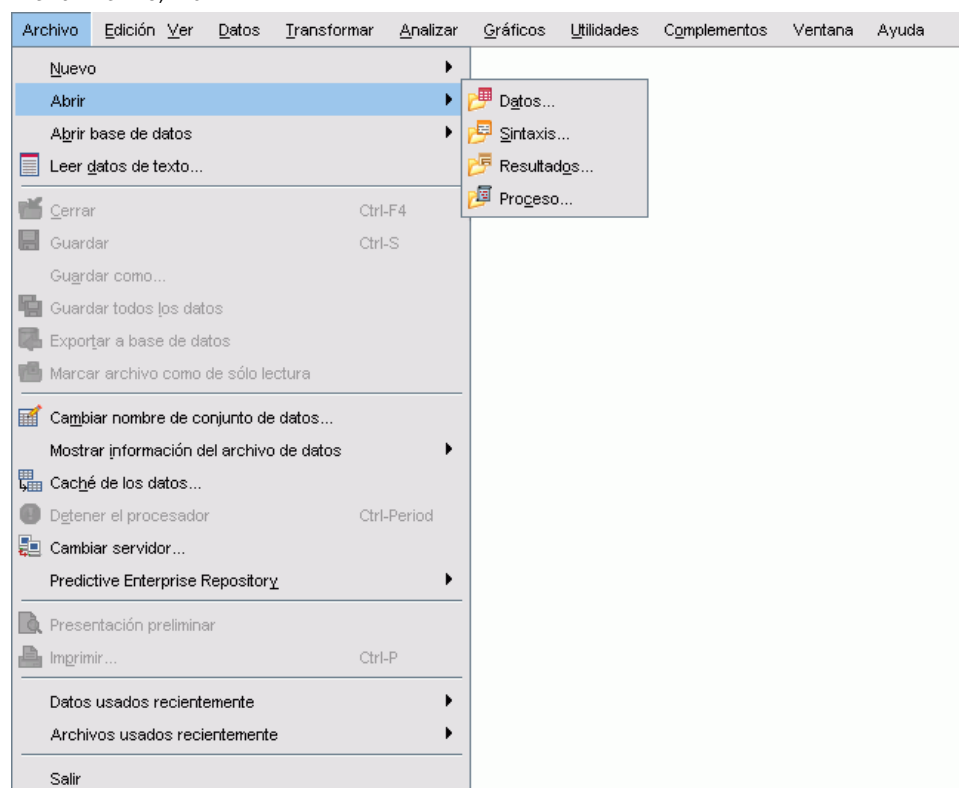 Archivo Edición Ver Datos Transformar Analizar Gráficos Utilidades Complementos Ventana Ayuda
Nuevo
Abrir
Datos...
Sintaxis...
Resultados...
Proceso...
Abrir base de datos
Leer datos de texto...
Cerrar Ctrl-F4
Guardar Ctrl-S
Guardar como...
Guardar todos los datos
Exportar a base de datos
Marcar archivo como de sólo lectura
Cambiar nombre de conjunto de datos...
Mostrar información del archivo de datos
Caché de los datos...
Detener el procesador Ctrl-Period
Cambiar servidor...
Predictive Enterprise Repository
Presentación preliminar
Imprimir... Ctrl-P
Datos usados recientemente
Archivos usados recientemente
Salir